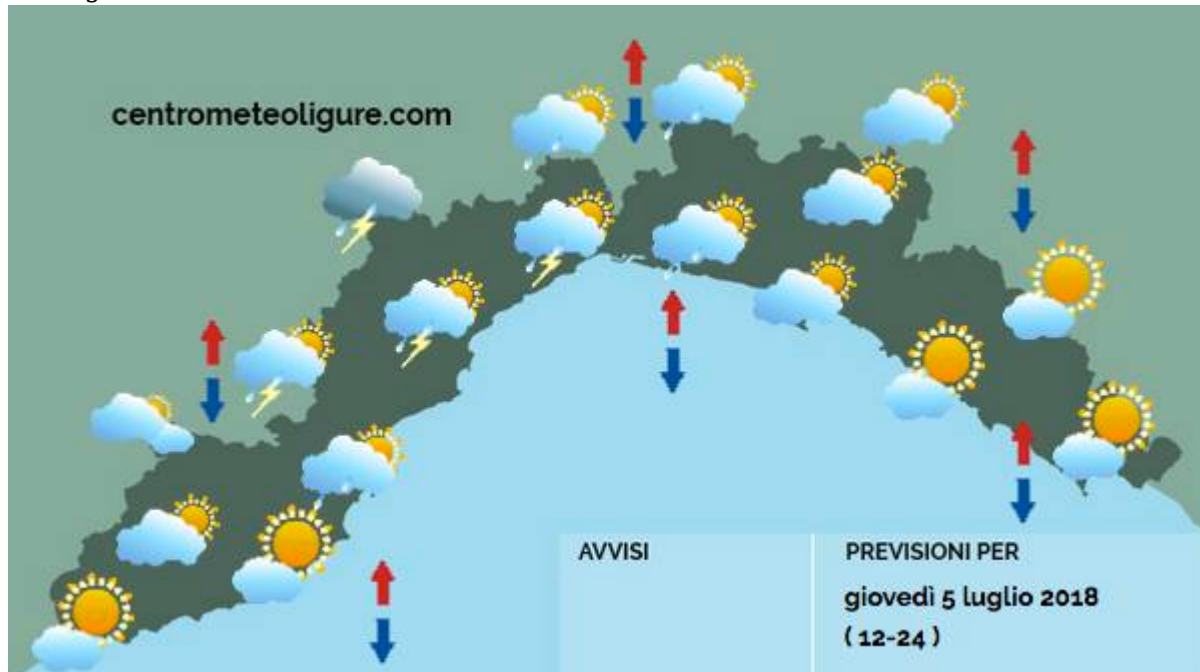 centrometeoligure.com
AVVISI
PREVISIONI PER
giovedì 5 luglio 2018
( 12-24 )